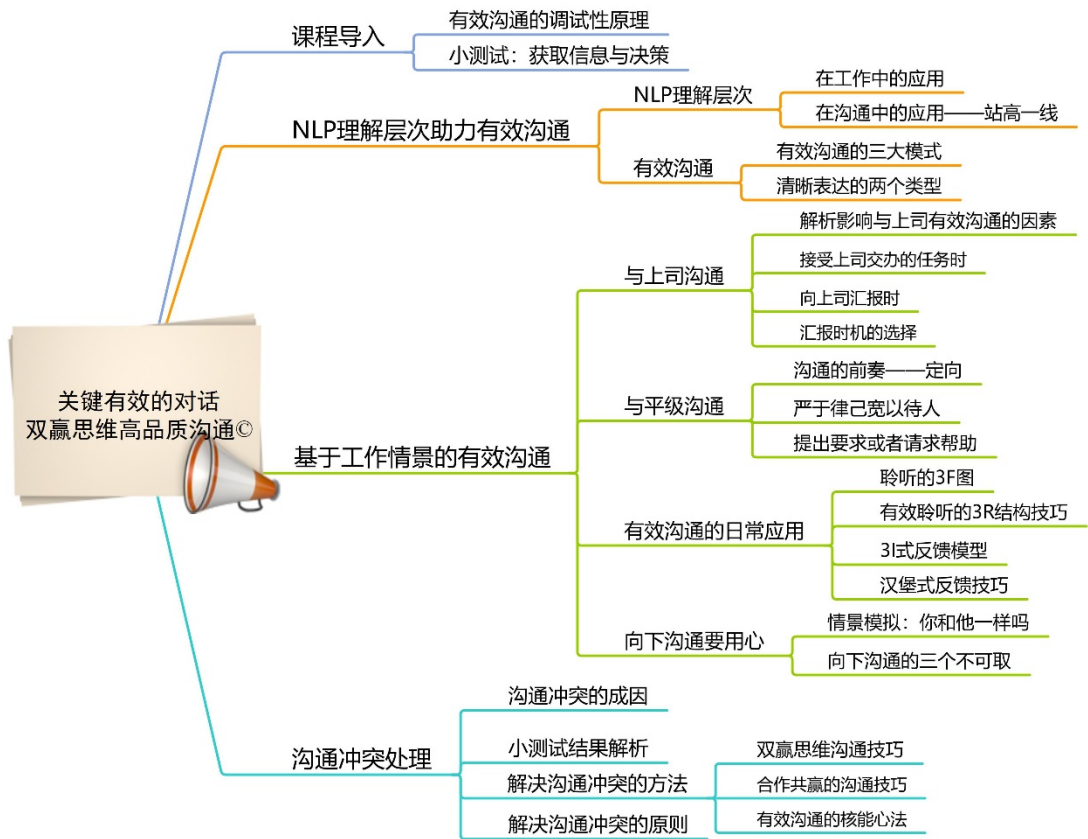 关键有效的对话
双赢思维高品质沟通©
课程导入
有效沟通的调试性原理
小测试：获取信息与决策
NLP理解层次助力有效沟通
NLP理解层次
在工作中的应用
在沟通中的应用——站高一线
有效沟通
有效沟通的三大模式
清晰表达的两个类型
基于工作情景的有效沟通
与上司沟通
解析影响与上司有效沟通的因素
接受上司交办的任务时
向上司汇报时
汇报时机的选择
与平级沟通
沟通的前奏——定向
严于律己宽以待人
提出要求或者请求帮助
有效沟通的日常应用
聆听的3F图
有效聆听的3R结构技巧
3I式反馈模型
汉堡式反馈技巧
向下沟通要用心
情景模拟：你和他一样吗
向下沟通的三个不可取
沟通冲突处理
沟通冲突的成因
小测试结果解析
解决沟通冲突的方法
双赢思维沟通技巧
合作共赢的沟通技巧
有效沟通的核能心法
解决沟通冲突的原则